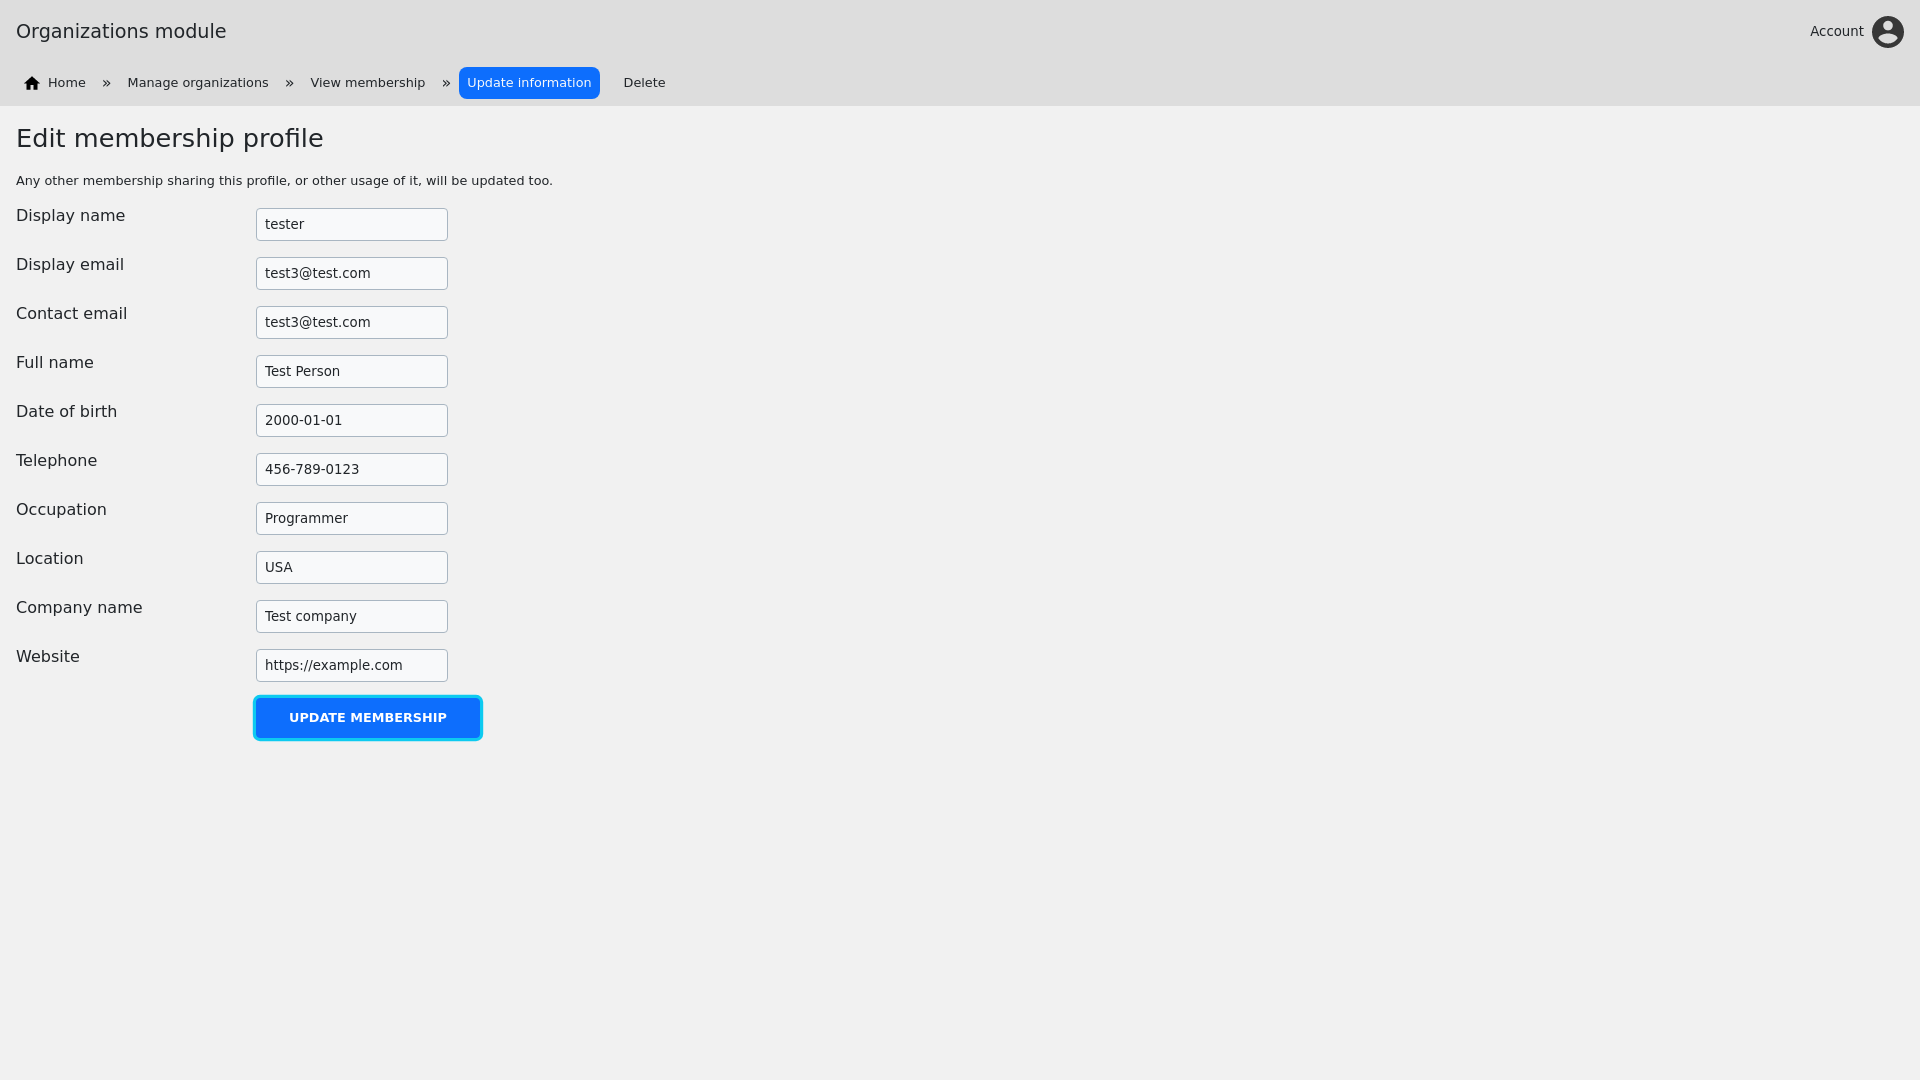 Organizations module
Account
Home » Manage organizations » View membership » Update information Delete
Edit membership profile
Any other membership sharing this profile, or other usage of it, will be updated too.
Display name tester
Display email test3@test.com
Contact email test3@test.com
Full name Test Person
Date of birth 2000-01-01
Telephone 456-789-0123
Occupation Programmer
Location USA
Company name Test company
Website https://example.com
UPDATE MEMBERSHIP